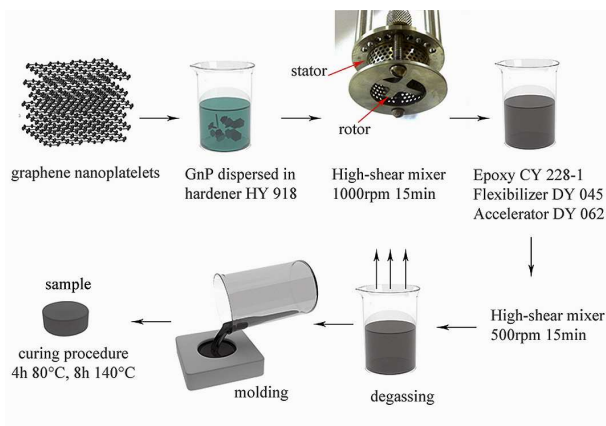 stator
rotor
graphene nanoplatelets
GnP dispersed in
hardener HY 918
High-shear mixer
1000rpm 15min
Epoxy CY 228-1
Flexibilizer DY 045
Accelerator DY 062
High-shear mixer
500rpm 15min
degassing
molding
sample
curing procedure
4h 80°C, 8h 140°C